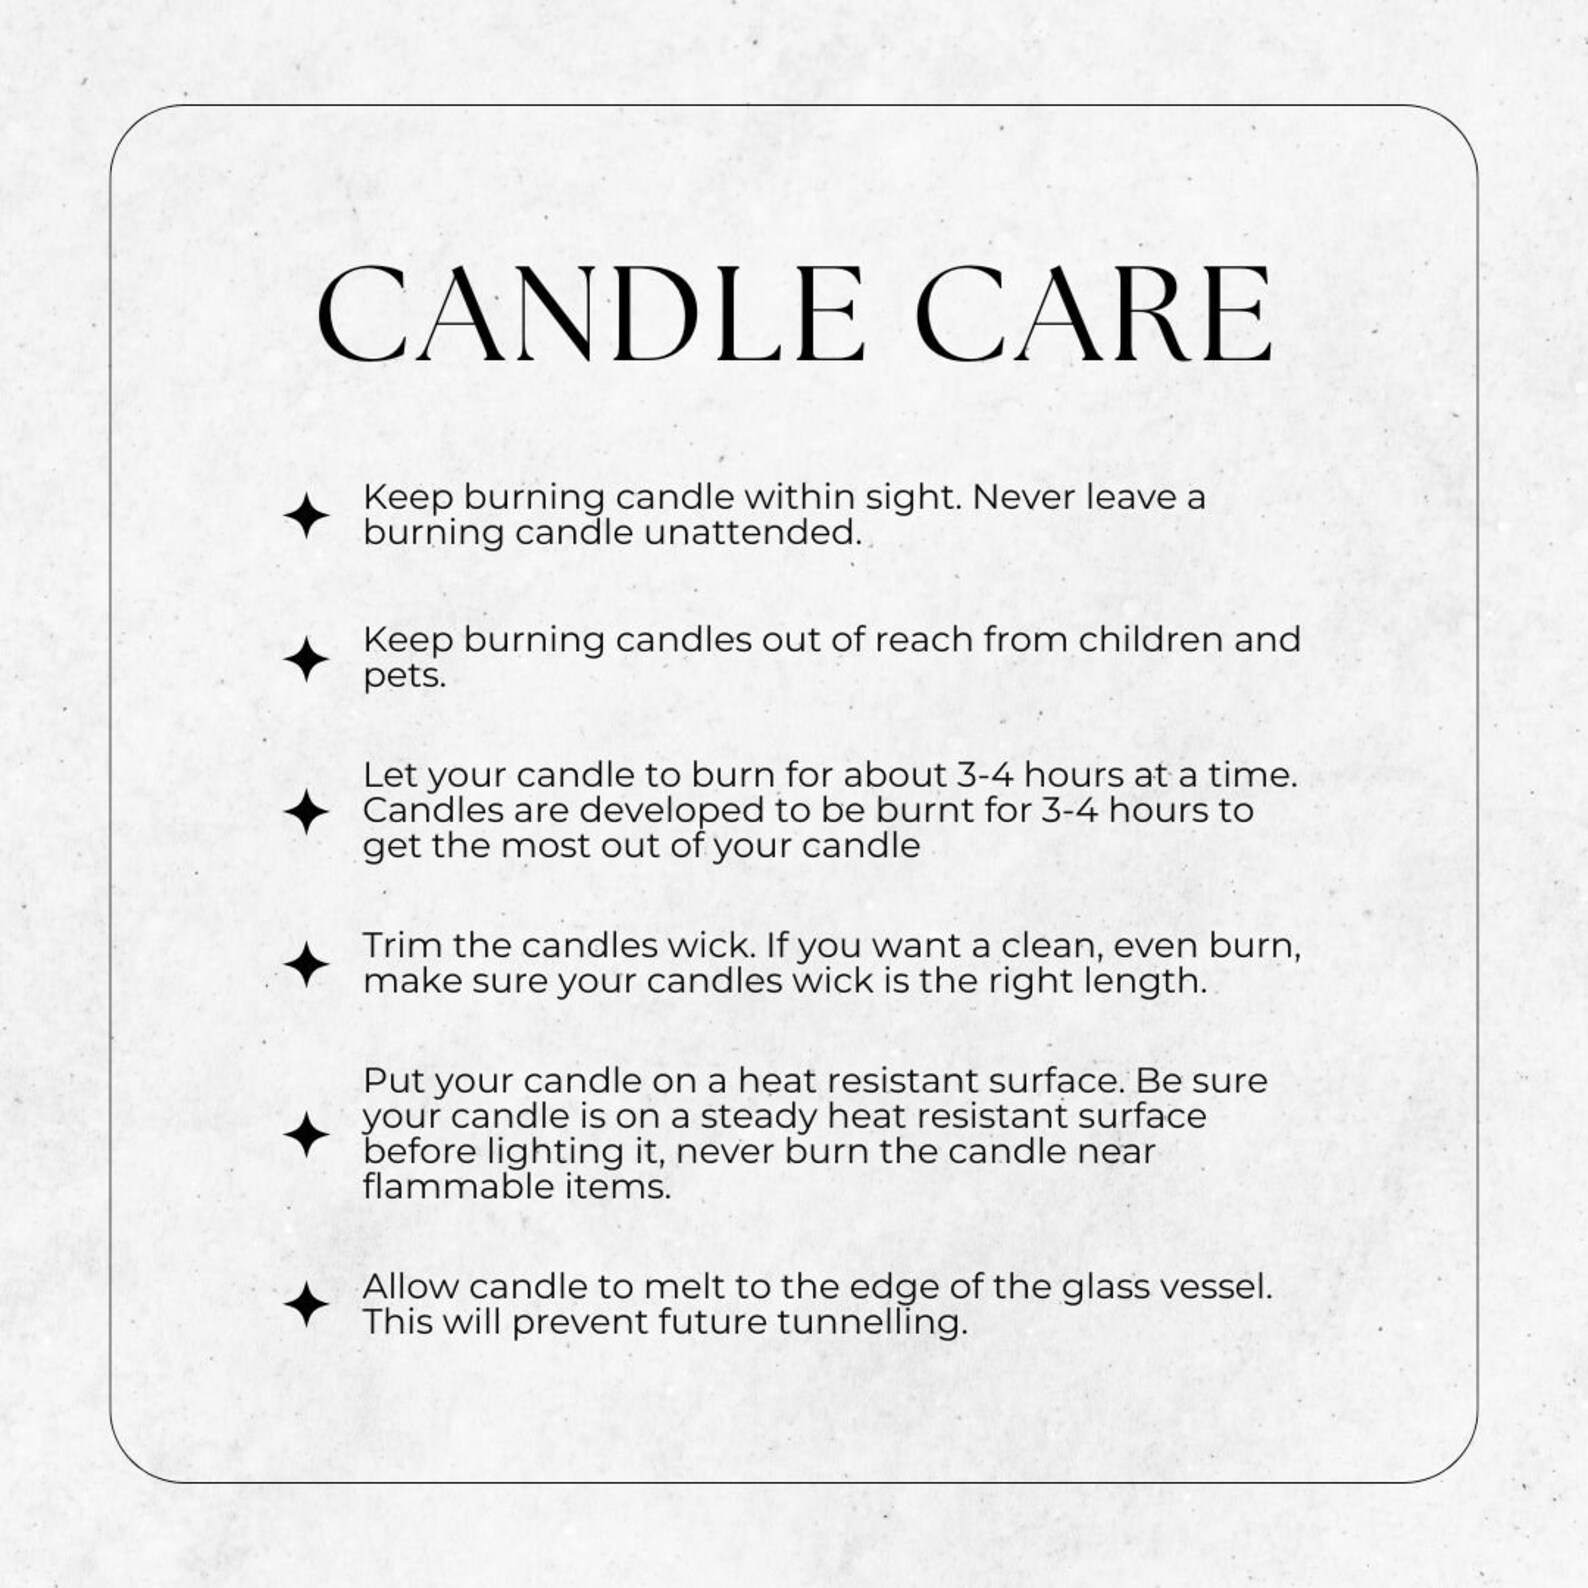 CANDLE CARE
Keep burning candle within sight. Never leave a
burning candle unattended.
Keep burning candles out of reach from children and
pets.
Let your candle to burn for about 3-4 hours at a time.
Candles are developed to be burnt for 3-4 hours to
get the most out of your candle
Trim the candles wick. If you want a clean, even burn,
make sure your candles wick is the right length.
Put your candle on a heat resistant surface. Be sure
your candle is on a steady heat resistant surface
before lighting it, never burn the candle near
flammable items.
Allow candle to melt to the edge of the glass vessel.
This will prevent future tunnelling.